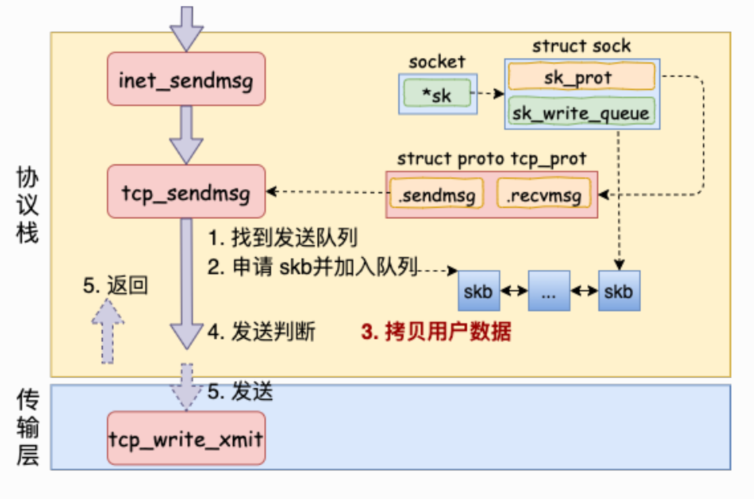 inet_sendmsg
socket
*sk
struct sock
sk_prot
sk_write_queue
协议栈
tcp_sendmsg
struct proto tcp_prot
.sendmsg
.recvmsg
1. 找到发送队列
2. 申请 skb并加入队列
skb
...
skb
5. 返回
4. 发送判断
3. 拷贝用户数据
5. 发送
传输层
tcp_write_xmit